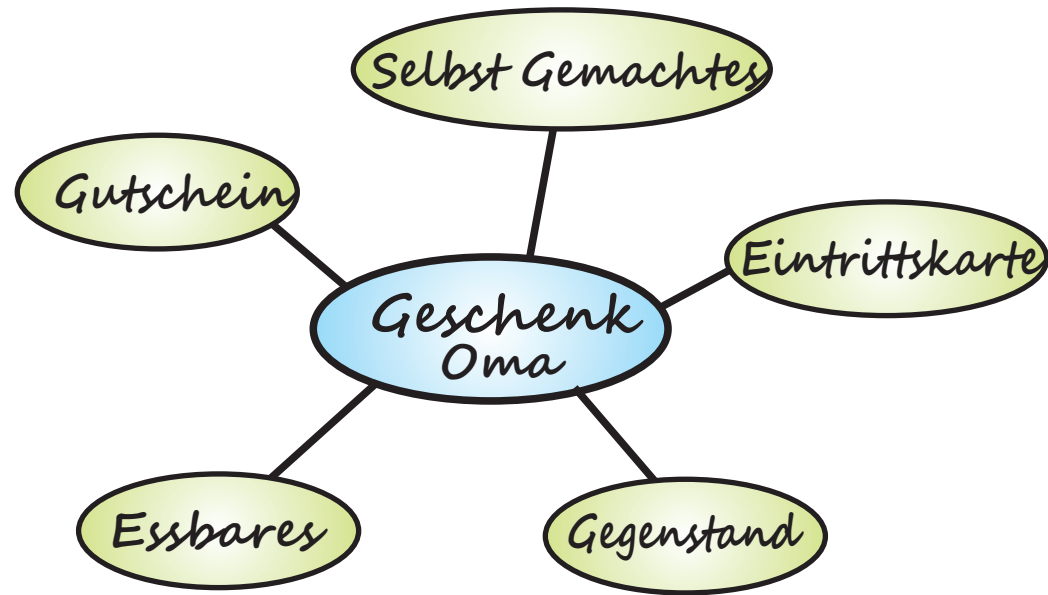 Selbst Gemachtes
Gutschein
Eintrittskarte
Geschenk
Oma
Essbares
Gegenstand